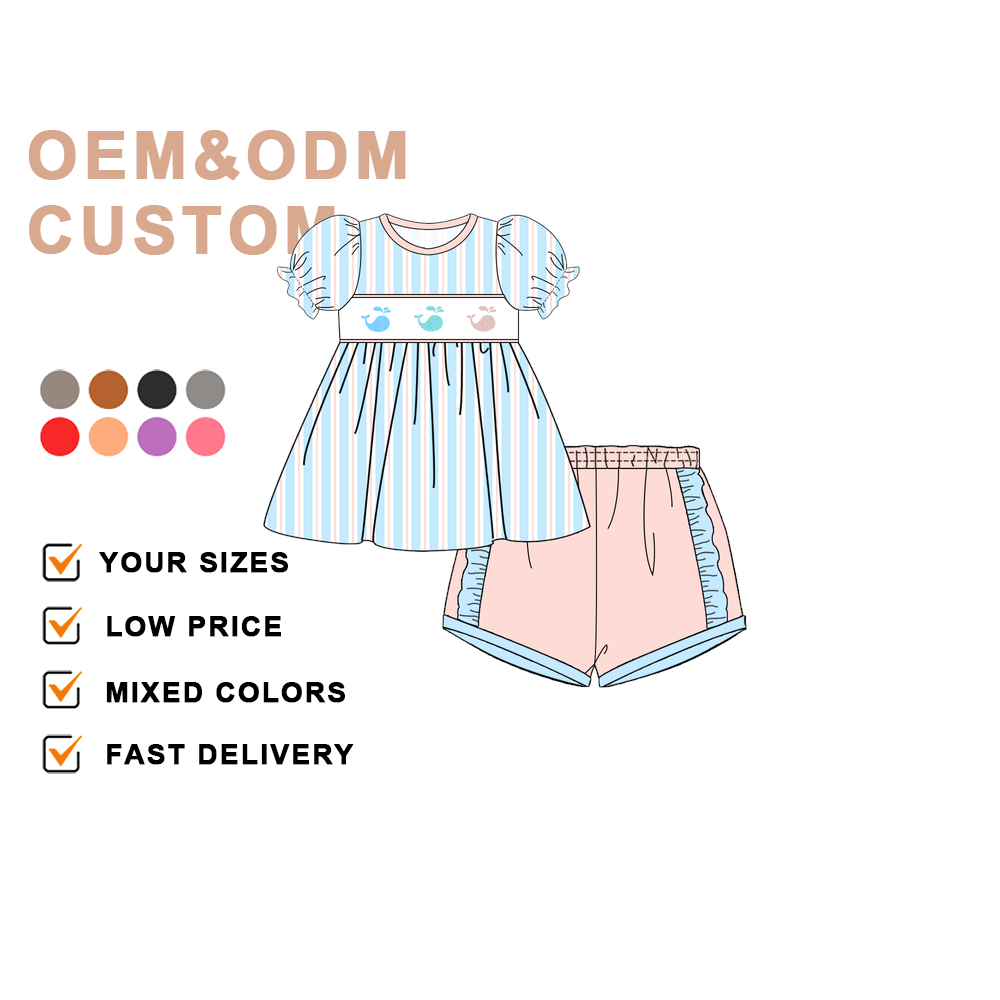 OEM&ODM
CUSTOM
YOUR SIZES
LOW PRICE
MIXED COLORS
FAST DELIVERY